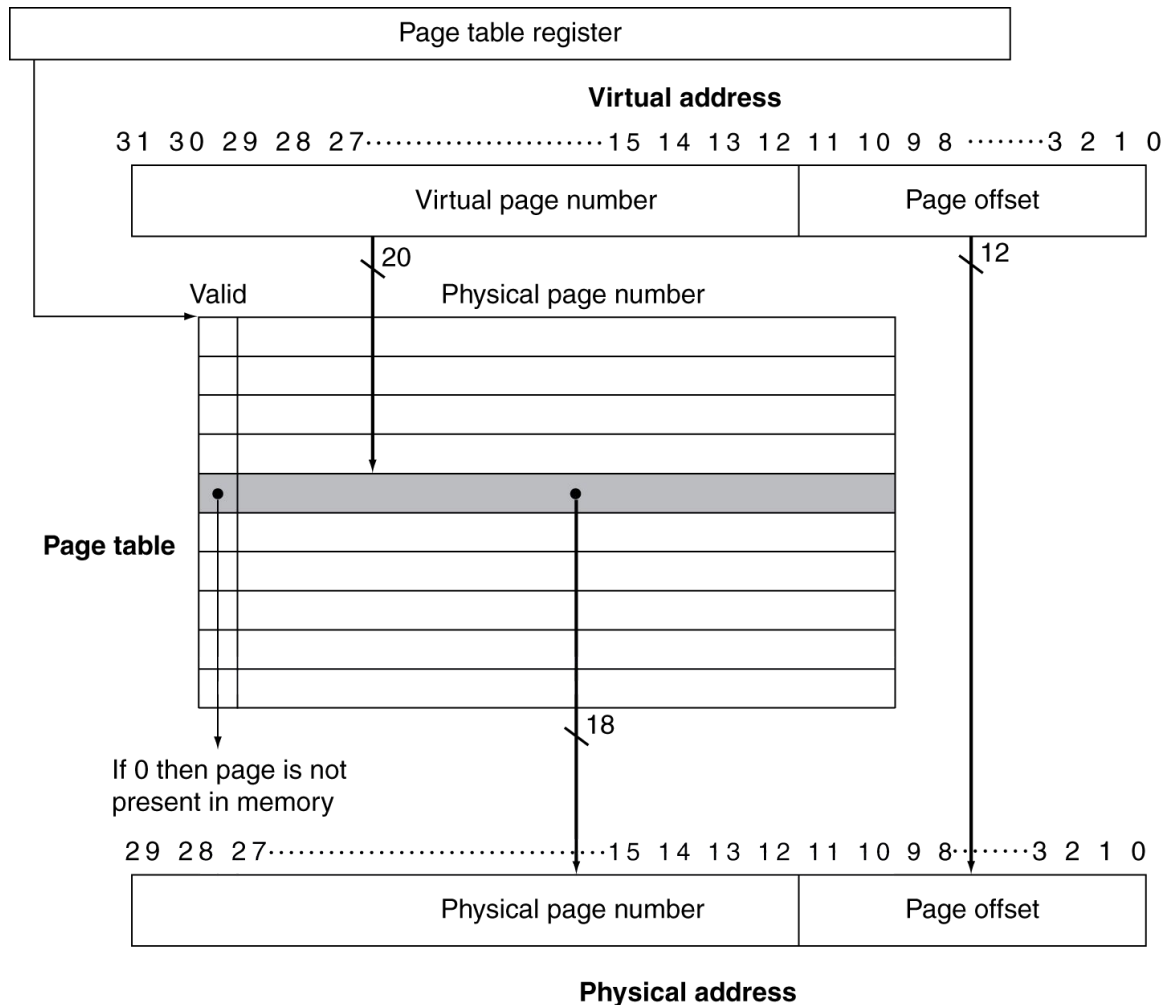 Page table register
Virtual address
31 30 29 28 27························15 14 13 12 11 10 9 8 ········3 2 1 0
Virtual page number
Page offset
20
12
Valid
Physical page number
Page table
18
If 0 then page is not
present in memory
29 28 27··································15 14 13 12 11 10 9 8········3 2 1 0
Physical page number
Page offset
Physical address